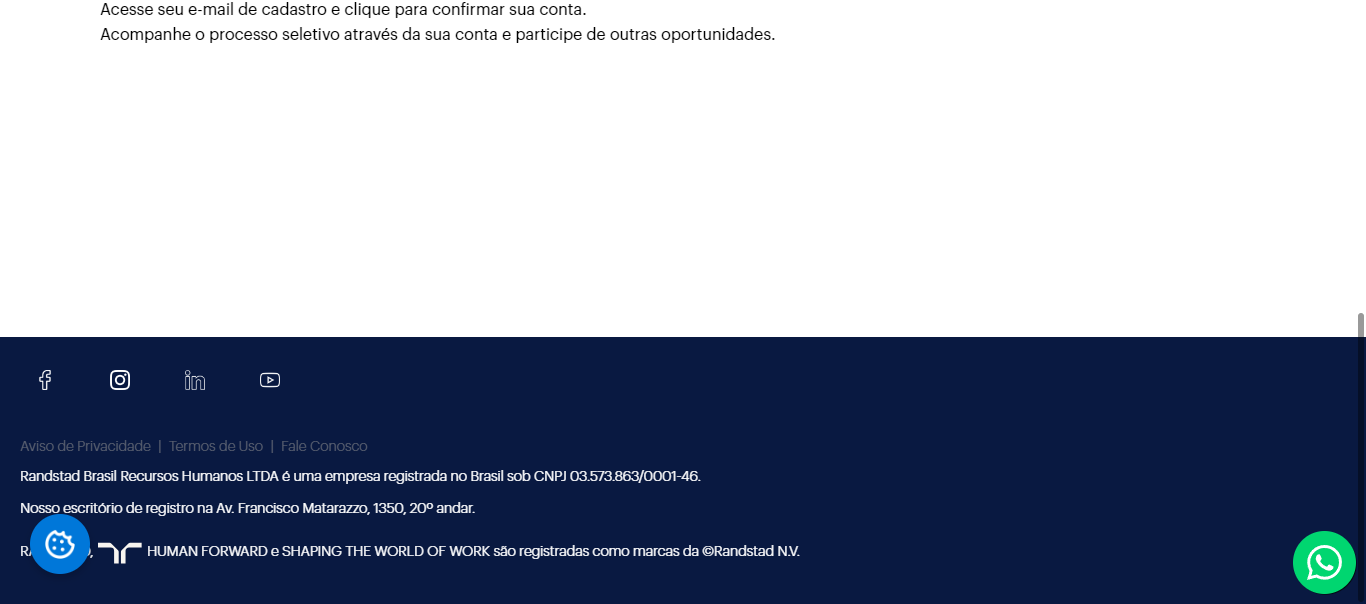 Acesse seu e-mail de cadastro e clique para confirmar sua conta.
Acompanhe o processo seletivo através da sua conta e participe de outras oportunidades.
Aviso de Privacidade | Termos de Uso | Fale Conosco
Randstad Brasil Recursos Humanos LTDA é uma empresa registrada no Brasil sob CNPJ 03.573.863/0001-46.
Nosso escritório de registro na Av. Francisco Matarazzo, 1350, 20º andar.
HUMAN FORWARD e SHAPING THE WORLD OF WORK são registradas como marcas da ©Randstad N.V.